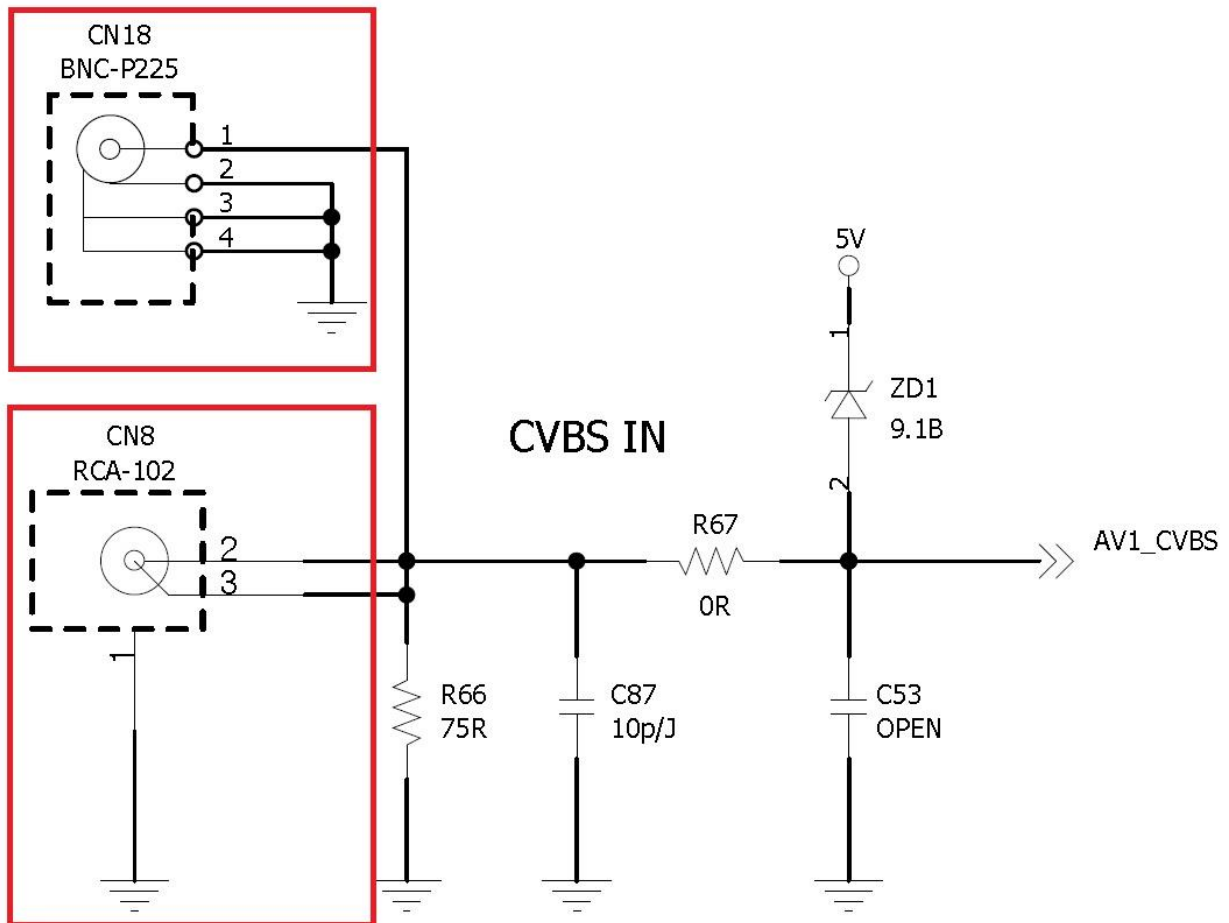 CN18
BNC-P225
1
2
3
4
5V
1
ZD1
9.1B
2
CN8
RCA-102
2
3
1
CVBS IN
R67
0R
AV1_CVBS
R66
75R
C87
10p/J
C53
OPEN